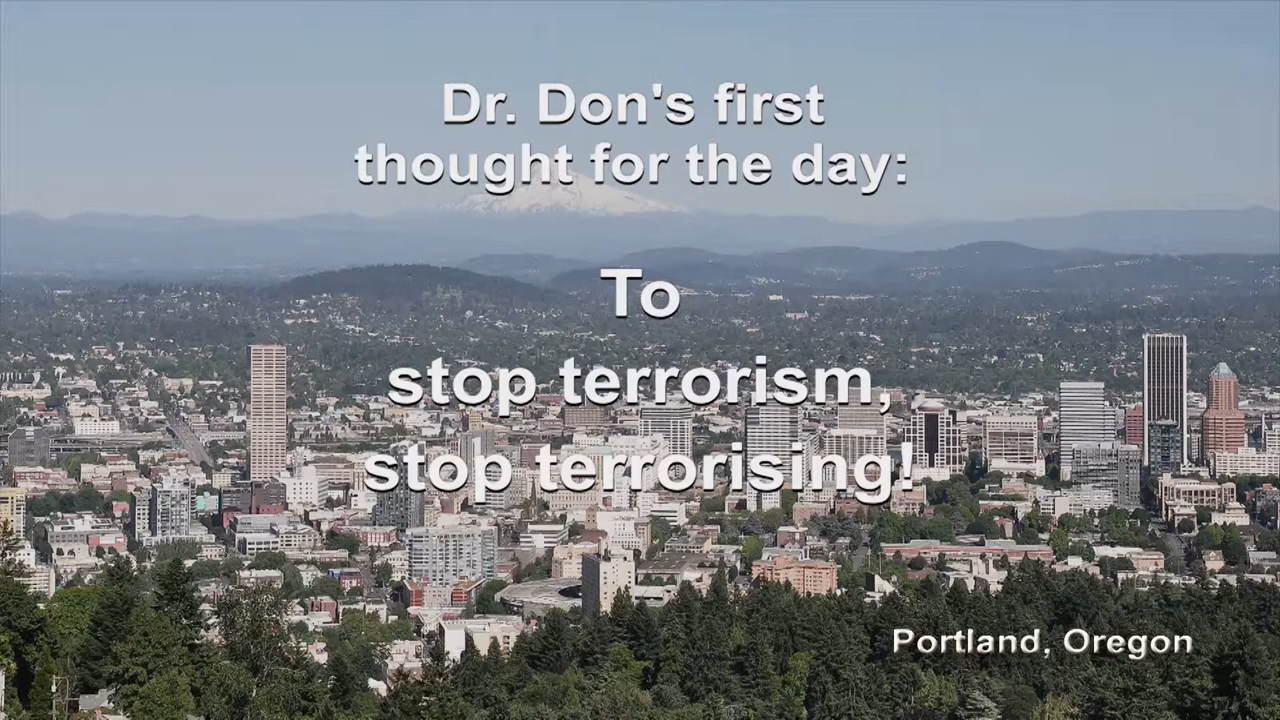 Dr. Don's first
thought for the day:
To
stop terrorism,
stop terrorising!
Portland, Oregon